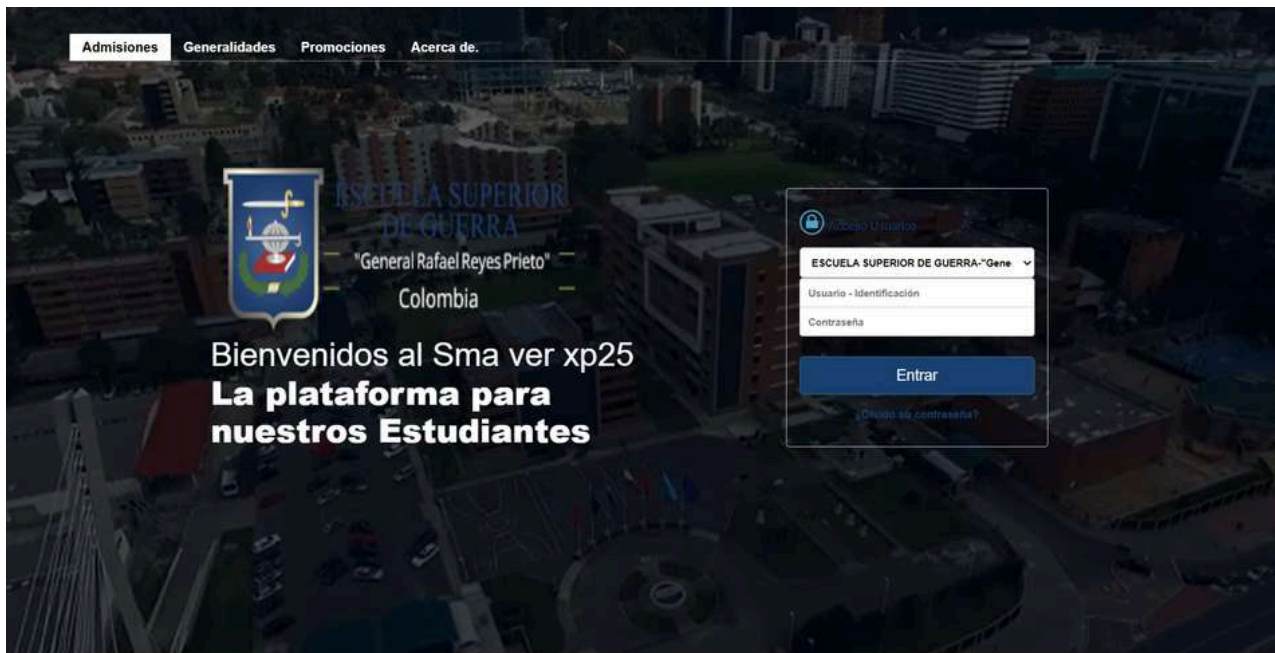 Admisiones Generalidades Promociones Acerca de.
ESCUELA SUPERIOR
DE GUERRA
"General Rafael Reyes Prieto"
Colombia
Bienvenidos al Sma ver xp25
La plataforma para
nuestros Estudiantes
Acceso Usuarios
ESCUELA SUPERIOR DE GUERRA-"Gene
Usuario - Identificación
Contraseña
Entrar
¿Olvidó su contraseña?